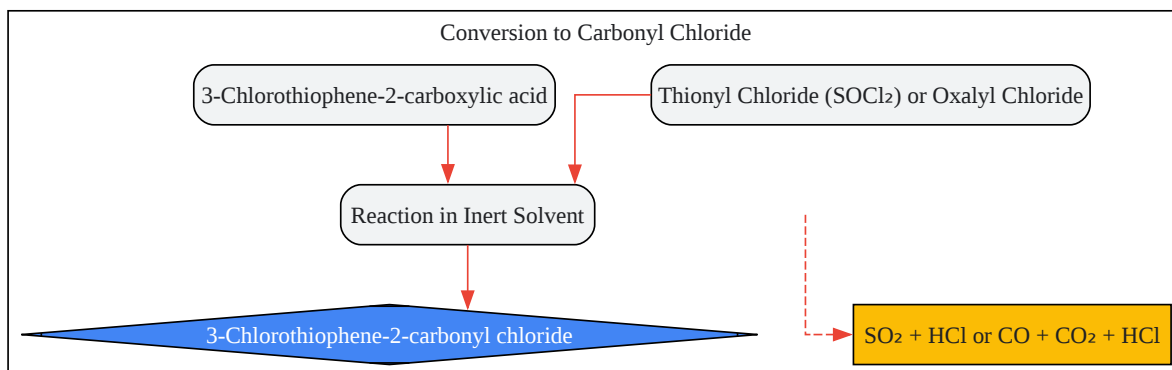 Conversion to Carbonyl Chloride
3-Chlorothiophene-2-carboxylic acid
Thionyl Chloride (SOCl₂) or Oxalyl Chloride
Reaction in Inert Solvent
3-Chlorothiophene-2-carbonyl chloride
SO₂ + HCl or CO + CO₂ + HCl